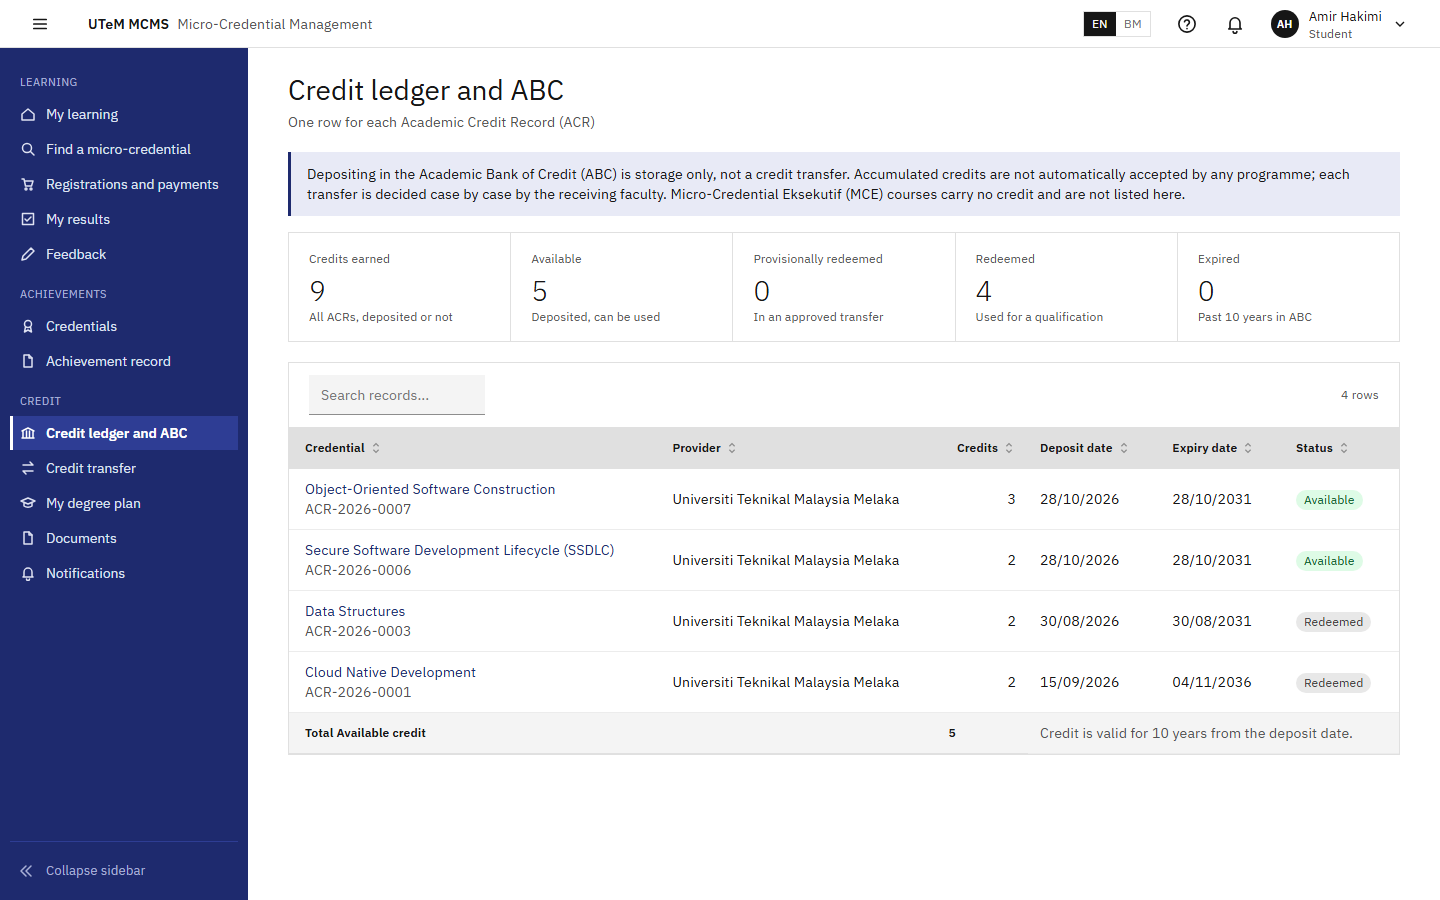 UTeM MCMS Micro-Credential Management
EN BM
AH
Amir Hakimi
Student
LEARNING
My learning
Find a micro-credential
Registrations and payments
My results
Feedback
ACHIEVEMENTS
Credentials
Achievement record
CREDIT
Credit ledger and ABC
Credit transfer
My degree plan
Documents
Notifications
Collapse sidebar
Credit ledger and ABC
One row for each Academic Credit Record (ACR)
Depositing in the Academic Bank of Credit (ABC) is storage only, not a credit transfer. Accumulated credits are not automatically accepted by any programme; each
transfer is decided case by case by the receiving faculty. Micro-Credential Eksekutif (MCE) courses carry no credit and are not listed here.
Credits earned
9
All ACRs, deposited or not
Available
5
Deposited, can be used
Provisionally redeemed
0
In an approved transfer
Redeemed
4
Used for a qualification
Expired
0
Past 10 years in ABC
Search records...
4 rows
Credential Provider Credits Deposit date Expiry date Status
Object-Oriented Software Construction
ACR-2026-0007
Universiti Teknikal Malaysia Melaka 3 28/10/2026 28/10/2031 Available
Secure Software Development Lifecycle (SSDLC)
ACR-2026-0006
Universiti Teknikal Malaysia Melaka 2 28/10/2026 28/10/2031 Available
Data Structures
ACR-2026-0003
Universiti Teknikal Malaysia Melaka 2 30/08/2026 30/08/2031 Redeemed
Cloud Native Development
ACR-2026-0001
Universiti Teknikal Malaysia Melaka 2 15/09/2026 04/11/2036 Redeemed
Total Available credit 5 Credit is valid for 10 years from the deposit date.